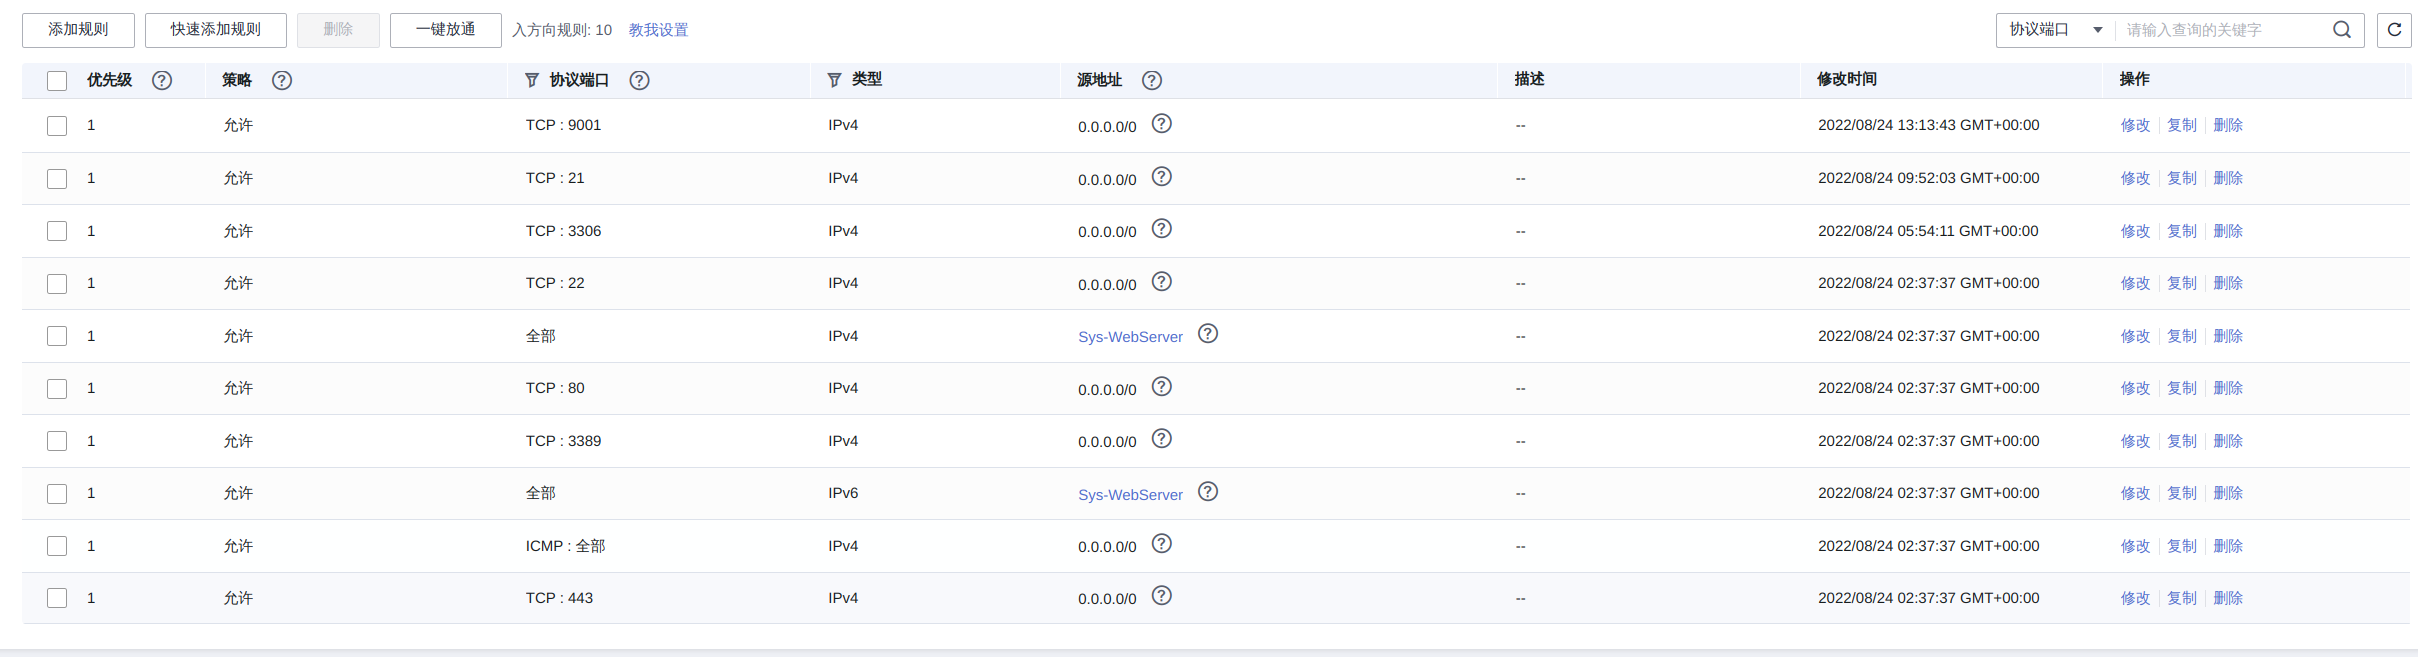 添加规则 快速添加规则 删除 一键放通 入方向规则: 10 教我设置 协议端口 请输入查询的关键字
优先级 策略 协议端口 类型 源地址 描述 修改时间 操作
1 允许 TCP : 9001 IPv4 0.0.0.0/0 -- 2022/08/24 13:13:43 GMT+00:00 修改 复制 删除
1 允许 TCP : 21 IPv4 0.0.0.0/0 -- 2022/08/24 09:52:03 GMT+00:00 修改 复制 删除
1 允许 TCP : 3306 IPv4 0.0.0.0/0 -- 2022/08/24 05:54:11 GMT+00:00 修改 复制 删除
1 允许 TCP : 22 IPv4 0.0.0.0/0 -- 2022/08/24 02:37:37 GMT+00:00 修改 复制 删除
1 允许 全部 IPv4 Sys-WebServer -- 2022/08/24 02:37:37 GMT+00:00 修改 复制 删除
1 允许 TCP : 80 IPv4 0.0.0.0/0 -- 2022/08/24 02:37:37 GMT+00:00 修改 复制 删除
1 允许 TCP : 3389 IPv4 0.0.0.0/0 -- 2022/08/24 02:37:37 GMT+00:00 修改 复制 删除
1 允许 全部 IPv6 Sys-WebServer -- 2022/08/24 02:37:37 GMT+00:00 修改 复制 删除
1 允许 ICMP : 全部 IPv4 0.0.0.0/0 -- 2022/08/24 02:37:37 GMT+00:00 修改 复制 删除
1 允许 TCP : 443 IPv4 0.0.0.0/0 -- 2022/08/24 02:37:37 GMT+00:00 修改 复制 删除